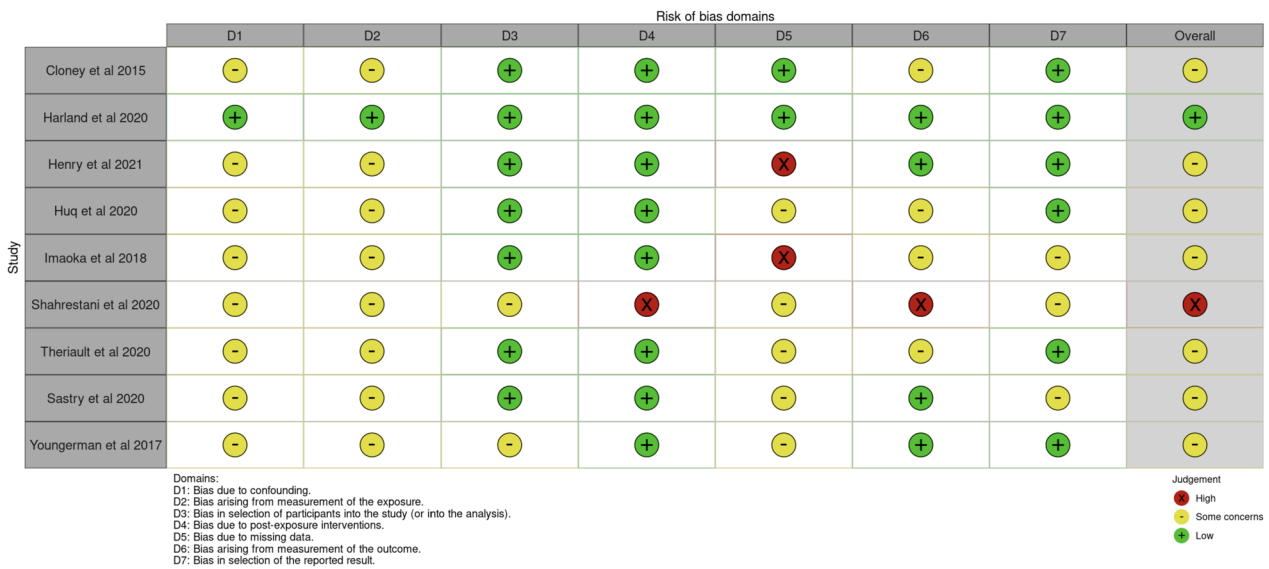 Risk of bias domains
D1 D2 D3 D4 D5 D6 D7 Overall
Study
Cloney et al 2015 - - + + + - + -
Harland et al 2020 + + + + + + + +
Henry et al 2021 - - + + X + + -
Huq et al 2020 - - + + - - + -
Imaoka et al 2018 - - + + X - - -
Shahrestani et al 2020 - - - X - X - X
Theriault et al 2020 - - + + - - + -
Sastry et al 2020 - - + + - + - -
Youngerman et al 2017 - - - + - + + -
Domains:
D1: Bias due to confounding.
D2: Bias arising from measurement of the exposure.
D3: Bias in selection of participants into the study (or into the analysis).
D4: Bias due to post-exposure interventions.
D5: Bias due to missing data.
D6: Bias arising from measurement of the outcome.
D7: Bias in selection of the reported result.
Judgement
X High
- Some concerns
+ Low